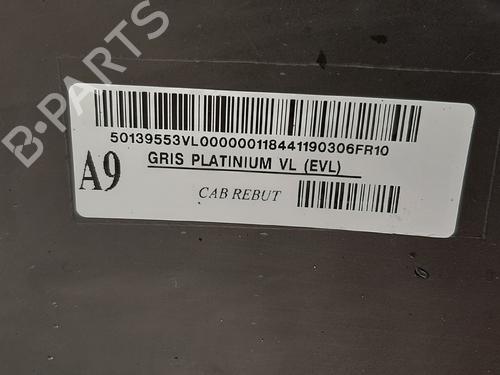 B-PARTS
50139553VL000000118441190306FR10
A9
GRIS PLATINIUM VL (EVL)
CAB REBUT